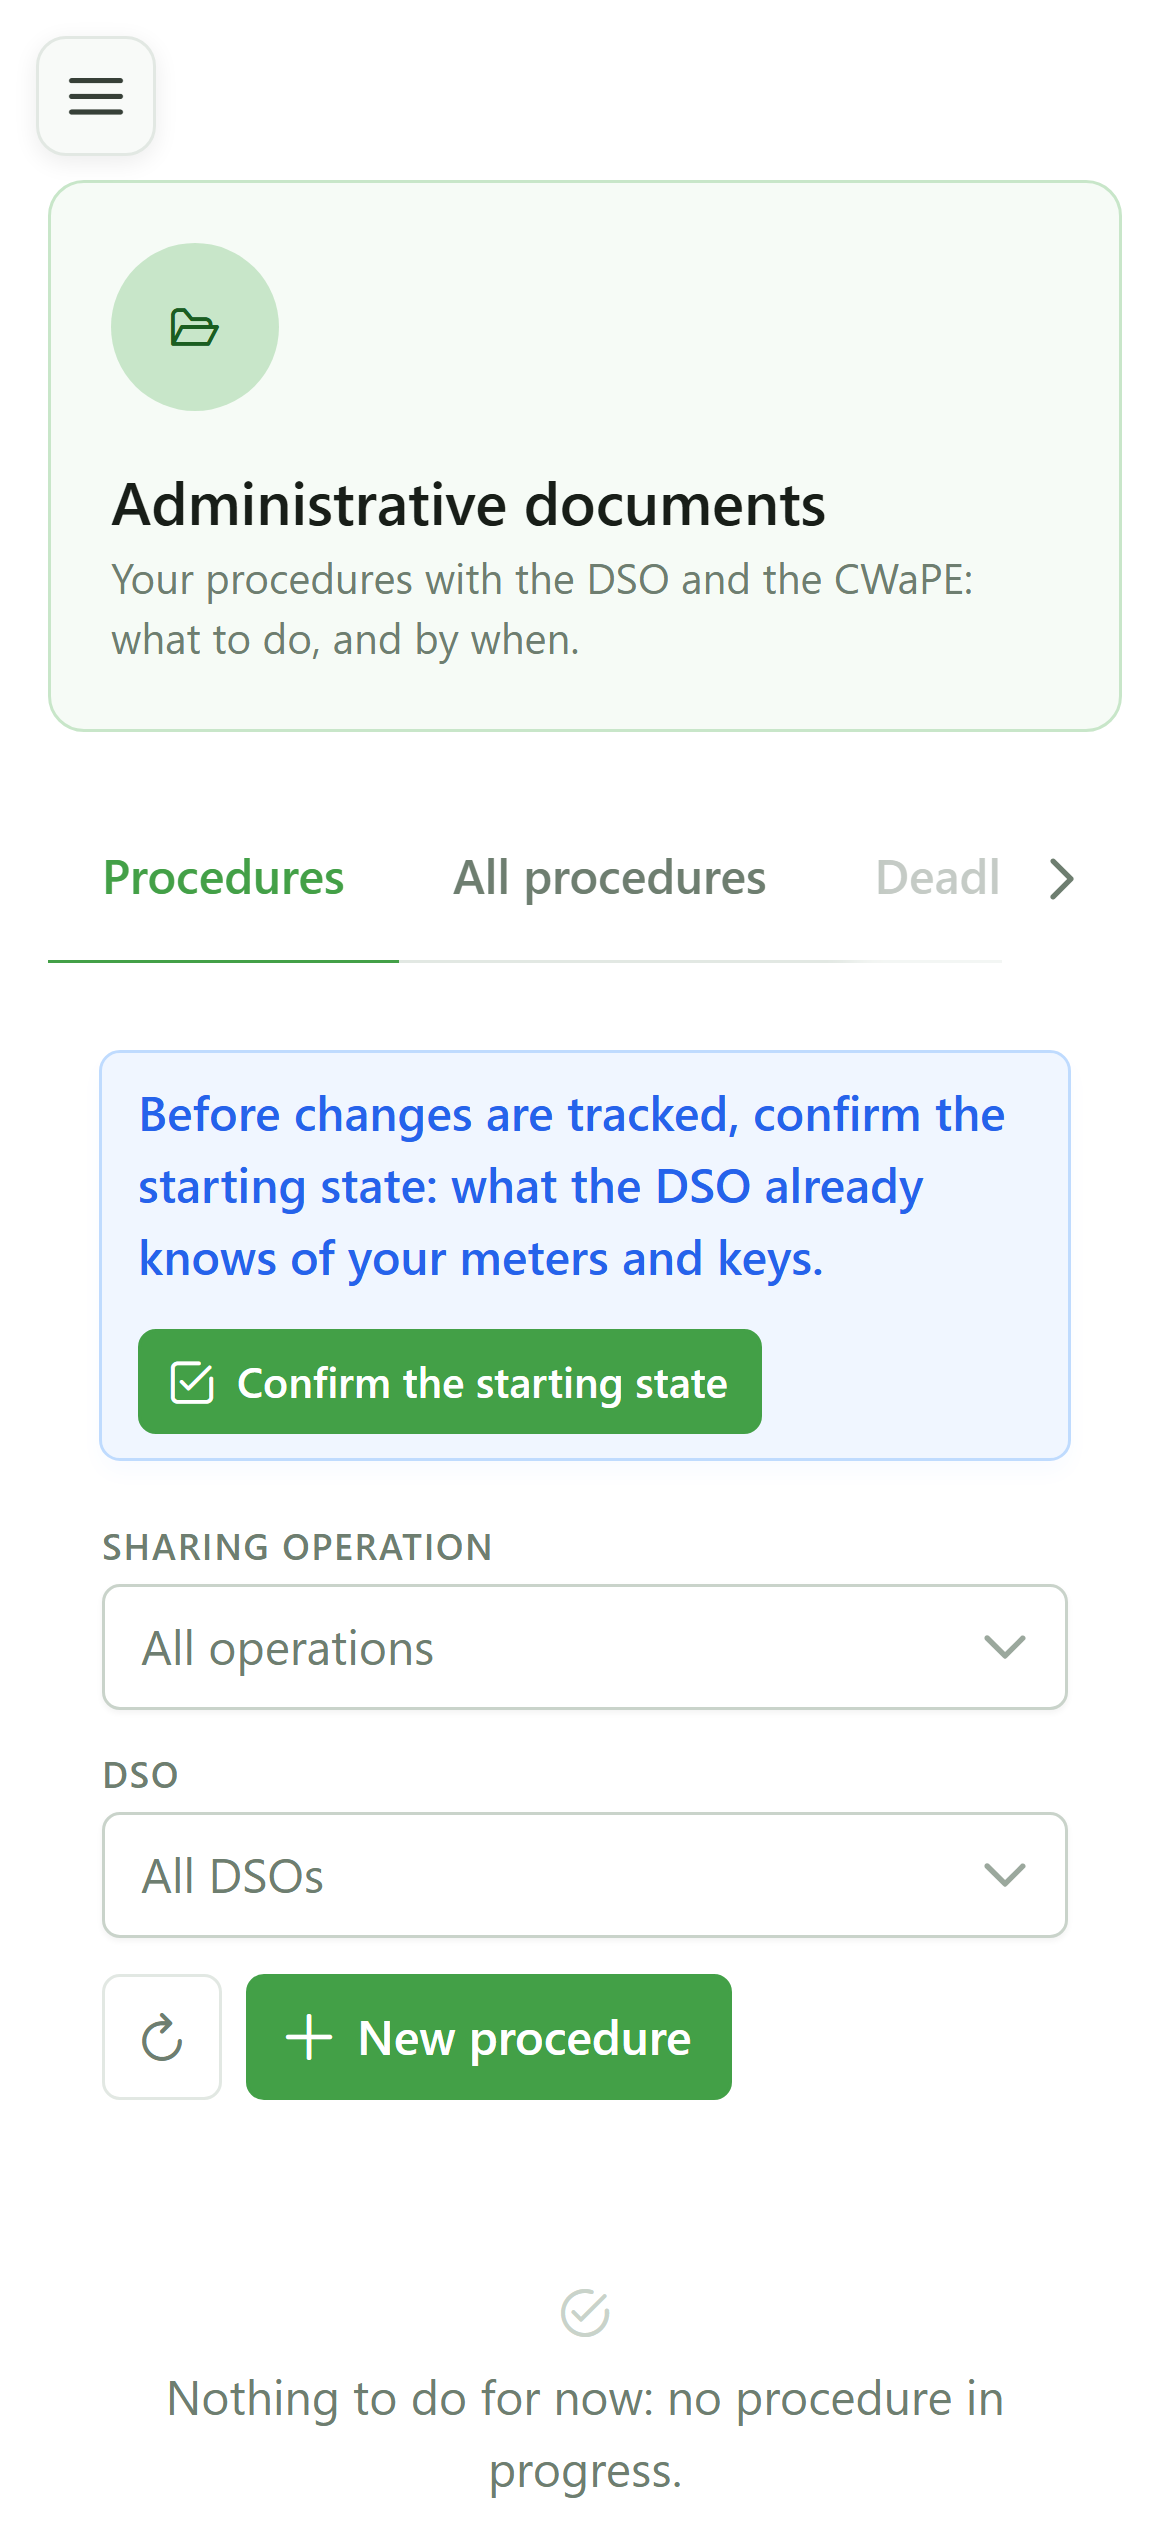 Administrative documents
Your procedures with the DSO and the CWaPE:
what to do, and by when.
Procedures
All procedures
Deadl
Before changes are tracked, confirm the
starting state: what the DSO already
knows of your meters and keys.
Confirm the starting state
SHARING OPERATION
All operations
DSO
All DSOs
New procedure
Nothing to do for now: no procedure in
progress.